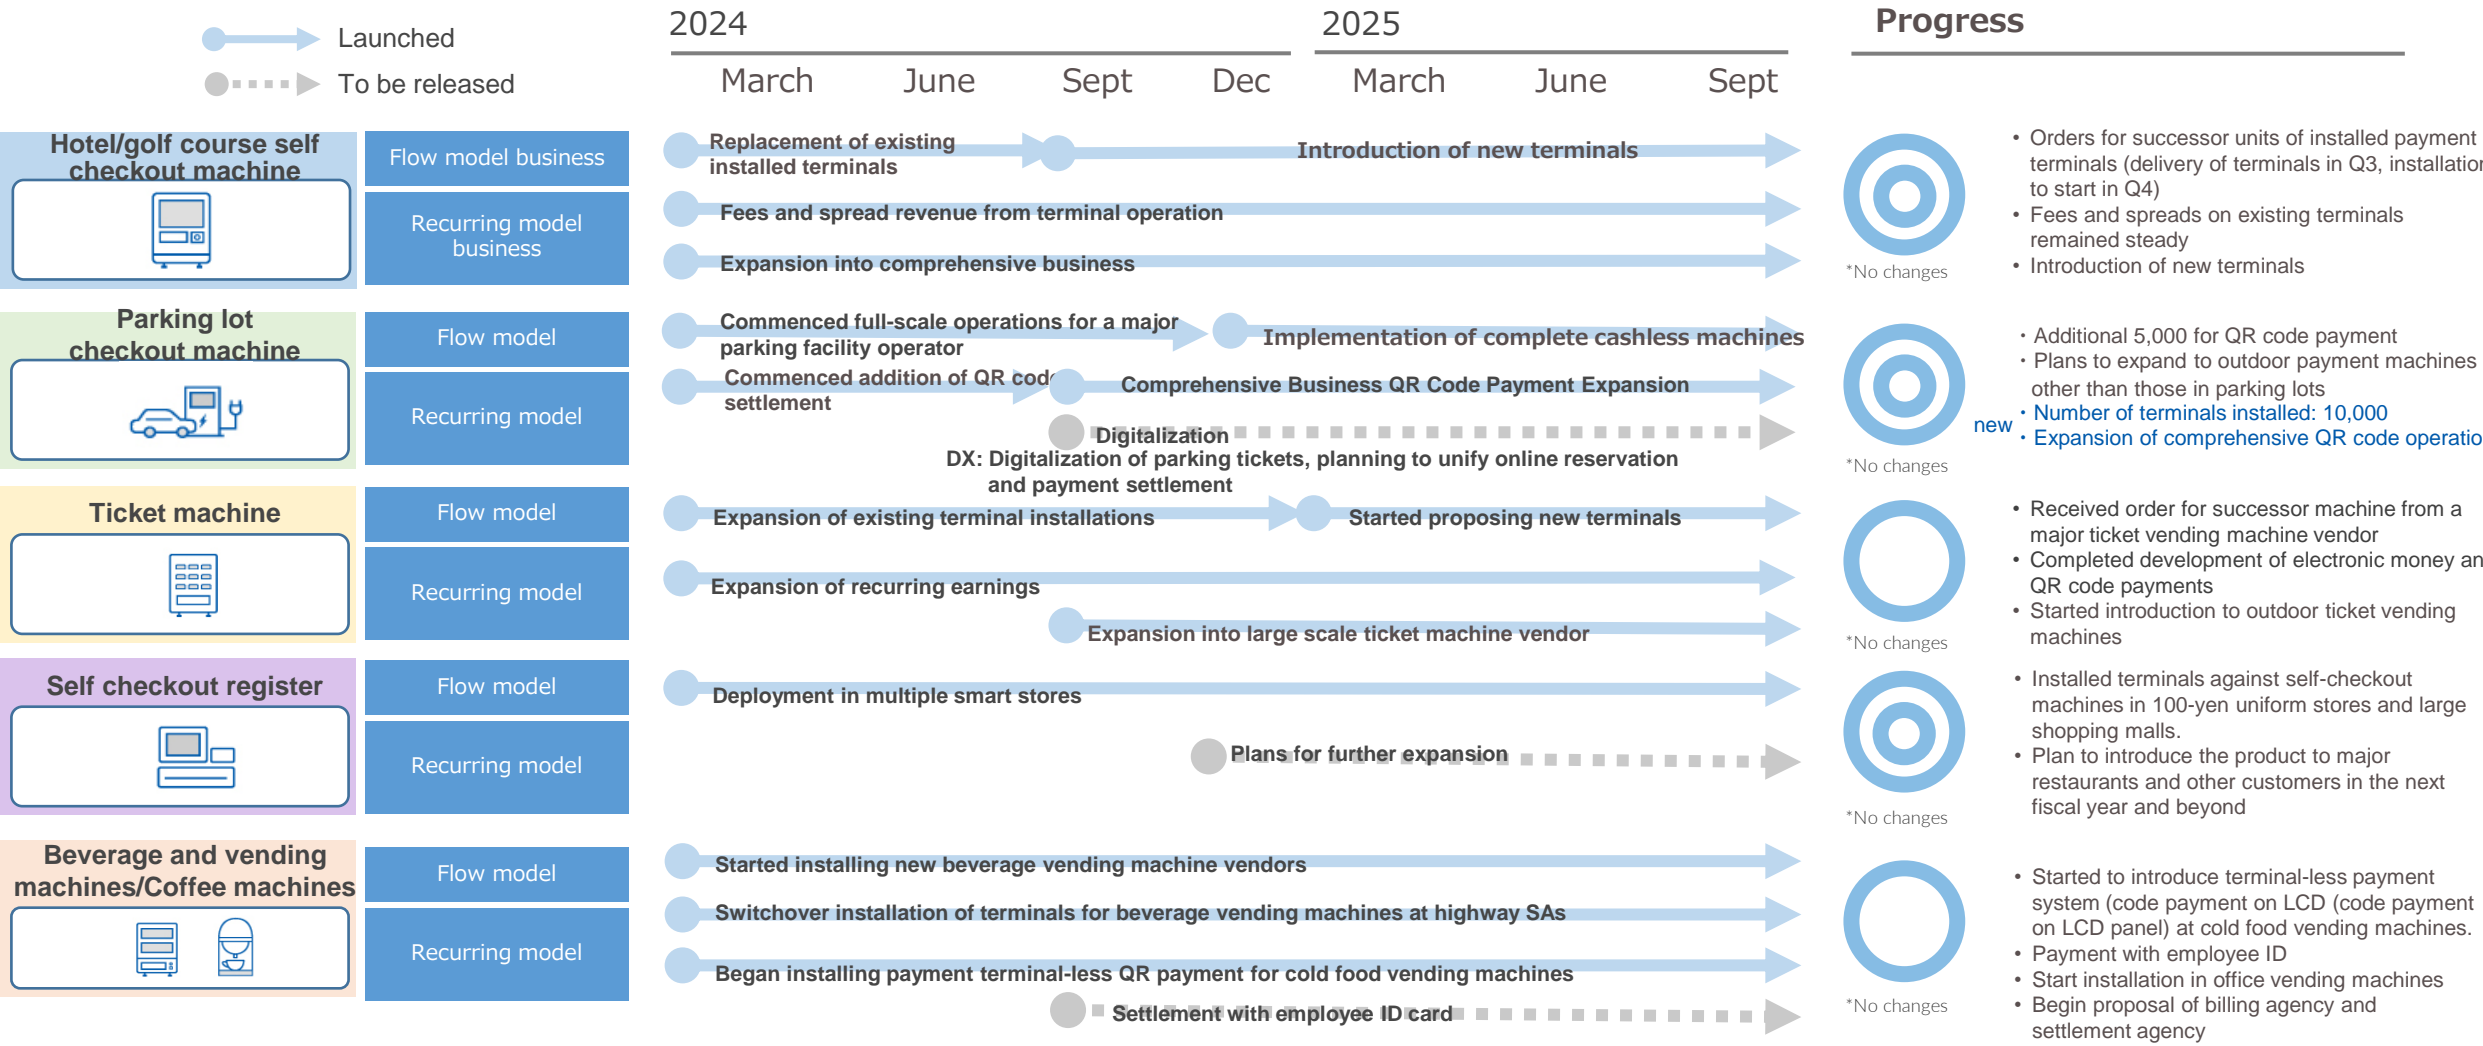 Launched
To be released
2024
2025
Progress
March June Sept Dec March June Sept
Hotel/golf course self
checkout machine
Flow model business
Recurring model
business
Replacement of existing
installed terminals
Introduction of new terminals
Fees and spread revenue from terminal operation
Expansion into comprehensive business
*No changes
• Orders for successor units of installed payment
terminals (delivery of terminals in Q3, installation
to start in Q4)
• Fees and spreads on existing terminals
remained steady
• Introduction of new terminals
Parking lot
checkout machine
Flow model
Recurring model
Commenced full-scale operations for a major
parking facility operator
Implementation of complete cashless machines
Commenced addition of QR code
settlement
Comprehensive Business QR Code Payment Expansion
Digitalization
DX: Digitalization of parking tickets, planning to unify online reservation
and payment settlement
*No changes
・Additional 5,000 for QR code payment
・Plans to expand to outdoor payment machines
other than those in parking lots
new
・Number of terminals installed: 10,000
・Expansion of comprehensive QR code operatio
Ticket machine
Flow model
Recurring model
Expansion of existing terminal installations
Started proposing new terminals
Expansion of recurring earnings
Expansion into large scale ticket machine vendor
*No changes
• Received order for successor machine from a
major ticket vending machine vendor
• Completed development of electronic money an
QR code payments
• Started introduction to outdoor ticket vending
machines
Self checkout register
Flow model
Recurring model
Deployment in multiple smart stores
Plans for further expansion
*No changes
• Installed terminals against self-checkout
machines in 100-yen uniform stores and large
shopping malls.
• Plan to introduce the product to major
restaurants and other customers in the next
fiscal year and beyond
Beverage and vending
machines/Coffee machines
Flow model
Recurring model
Started installing new beverage vending machine vendors
Switchover installation of terminals for beverage vending machines at highway SAs
Began installing payment terminal-less QR payment for cold food vending machines
Settlement with employee ID card
*No changes
• Started to introduce terminal-less payment
system (code payment on LCD (code payment
on LCD panel) at cold food vending machines.
• Payment with employee ID
• Start installation in office vending machines
• Begin proposal of billing agency and
settlement agency